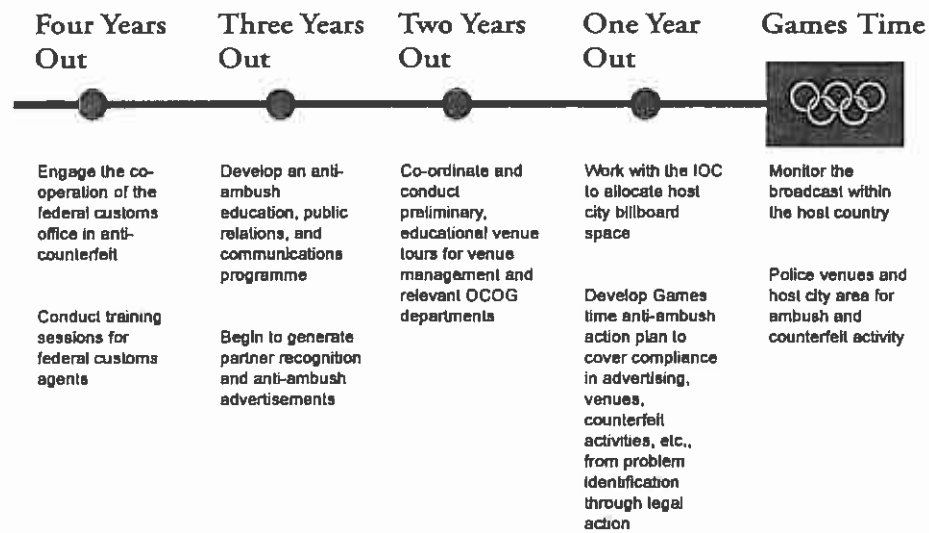 Four Years
Out
Three Years
Out
Two Years
Out
One Year
Out
Games Time
Engage the co-
operation of the
federal customs
office in anti-
counterfeit
Conduct training
sessions for
federal customs
agents
Develop an anti-
ambush
education, public
relations, and
communications
programme
Begin to generate
partner recognition
and anti-ambush
advertisements
Co-ordinate and
conduct
preliminary,
educational venue
tours for venue
management and
relevant OCOG
departments
Work with the IOC
to allocate host
city billboard
space
Develop Games
time anti-ambush
action plan to
cover compliance
in advertising,
venues,
counterfeit
activities, etc.,
from problem
identification
through legal
action
Monitor the
broadcast within
the host country
Police venues and
host city area for
ambush and
counterfeit activity